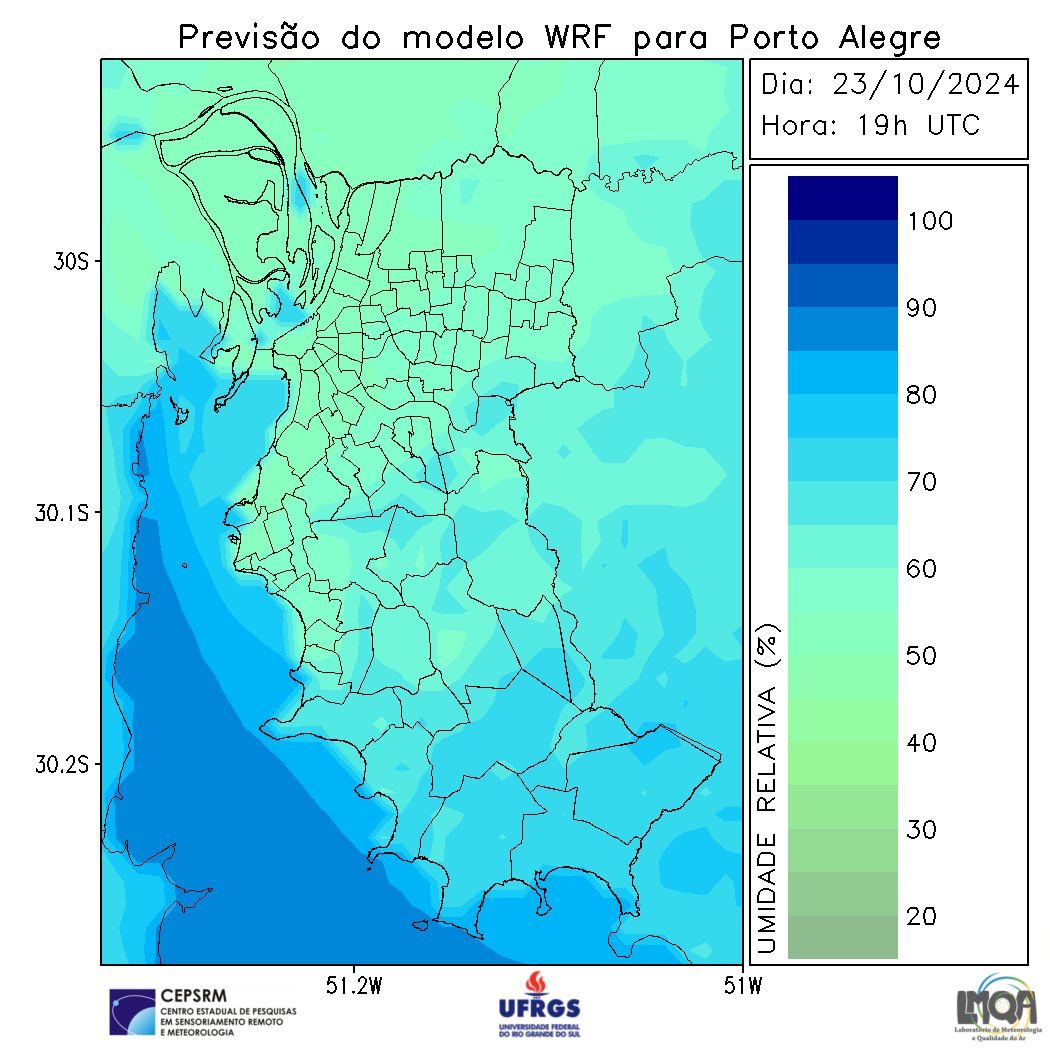 Previsão do modelo WRF para Porto Alegre
Dia: 23/10/2024
Hora: 19h UTC
100
90
80
70
60
50
40
30
20
UMIDADE RELATIVA (%)
30S
30.1S
30.2S
51.2W
51W
CEPSRM
CENTRO ESTADUAL DE PESQUISAS
EM SENSORIAMENTO REMOTO
E METEOROLOGIA
UFRGS
UNIVERSIDADE FEDERAL
DO RIO GRANDE DO SUL
LMQA
Laboratório de Meteorologia
e Qualidade do Ar